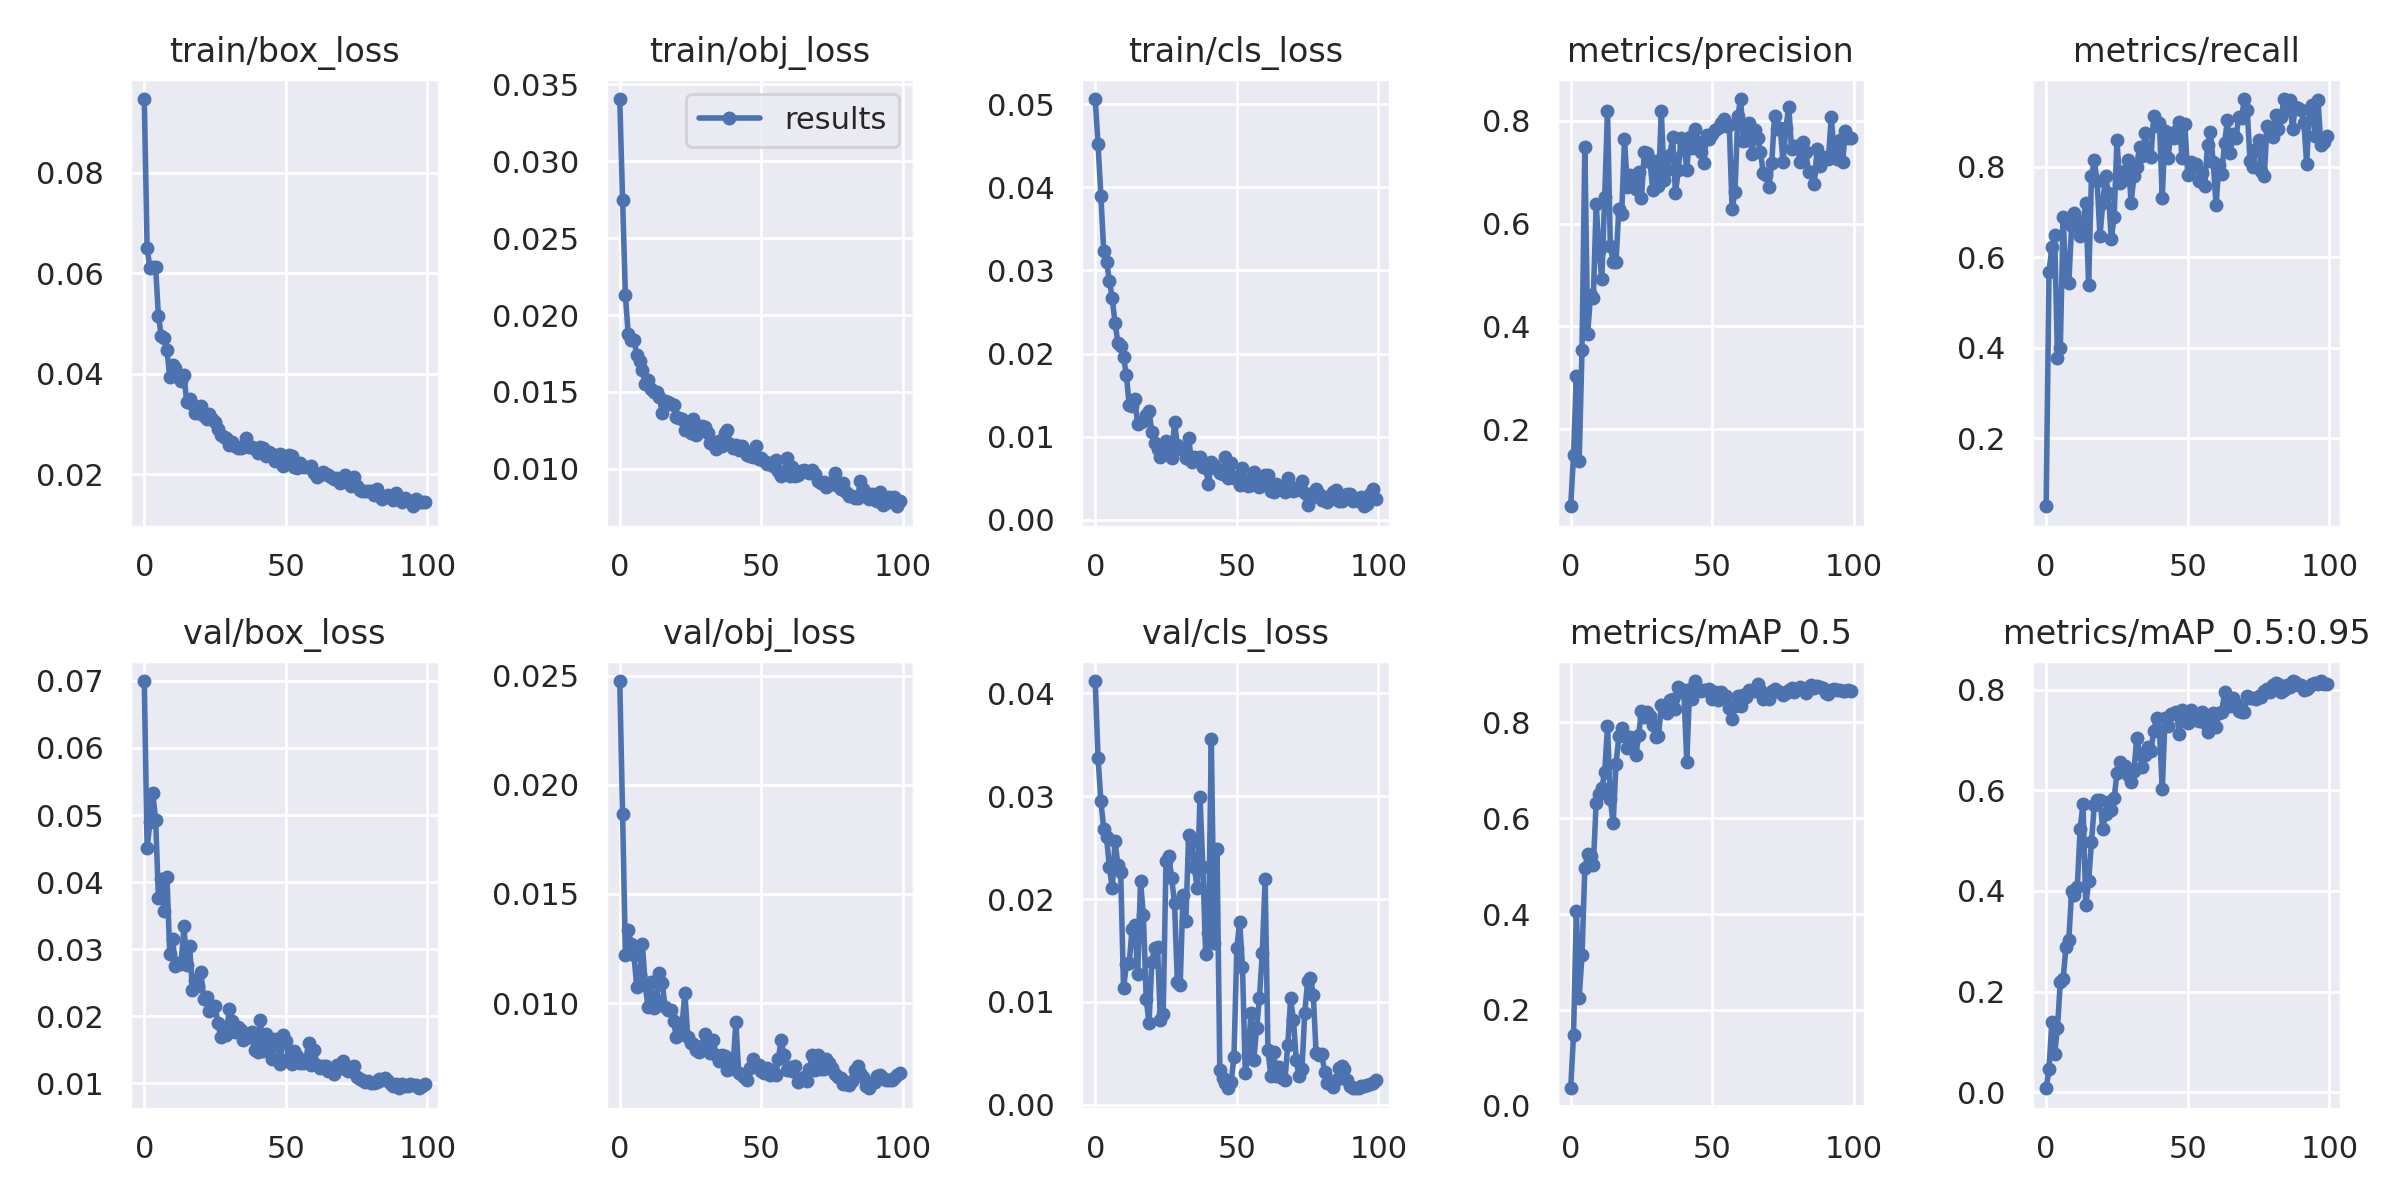 train/box_loss
0.08
0.06
0.04
0.02
0 50 100
train/obj_loss
results
0.035
0.030
0.025
0.020
0.015
0.010
0 50 100
train/cls_loss
0.05
0.04
0.03
0.02
0.01
0.00
0 50 100
metrics/precision
0.8
0.6
0.4
0.2
0 50 100
metrics/recall
0.8
0.6
0.4
0.2
0 50 100
val/box_loss
0.07
0.06
0.05
0.04
0.03
0.02
0.01
0 50 100
val/obj_loss
0.025
0.020
0.015
0.010
0 50 100
val/cls_loss
0.04
0.03
0.02
0.01
0.00
0 50 100
metrics/mAP_0.5
0.8
0.6
0.4
0.2
0.0
0 50 100
metrics/mAP_0.5:0.95
0.8
0.6
0.4
0.2
0.0
0 50 100